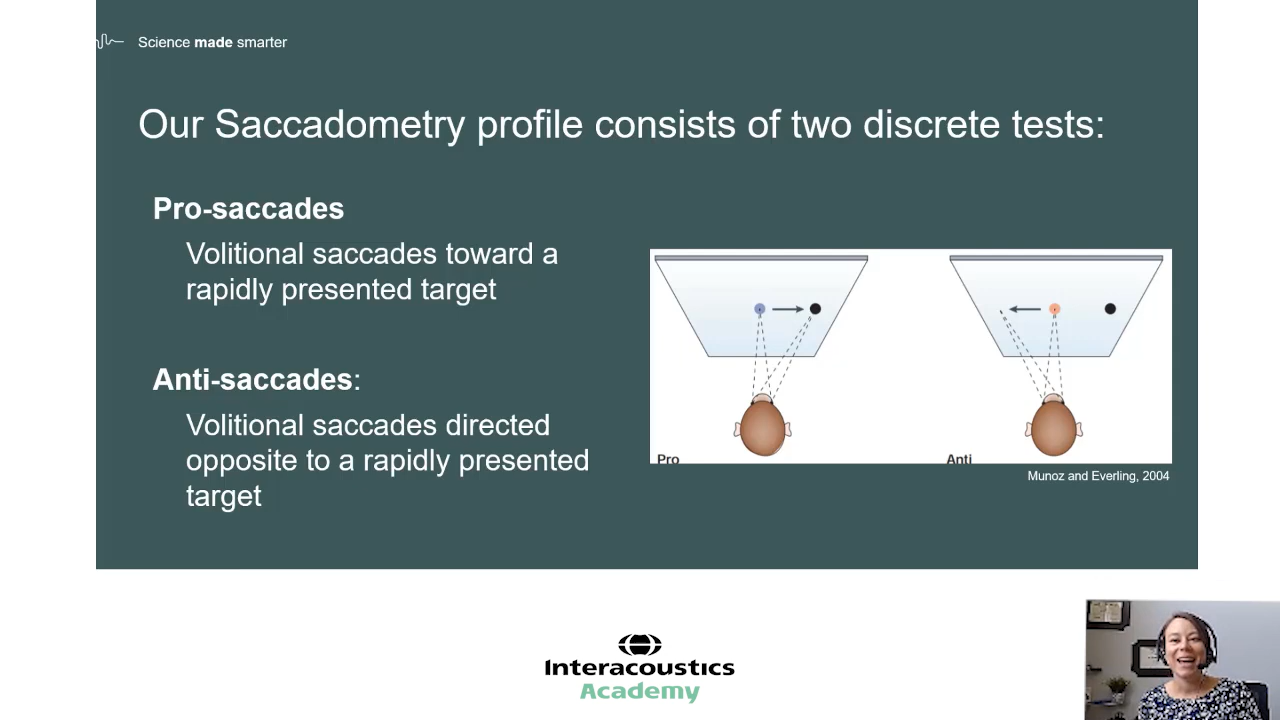 Science made smarter
Our Saccadometry profile consists of two discrete tests:
Pro-saccades
Volitional saccades toward a
rapidly presented target
Anti-saccades:
Volitional saccades directed
opposite to a rapidly presented
target
Pro
Anti
Munoz and Everling, 2004
Interacoustics
Academy